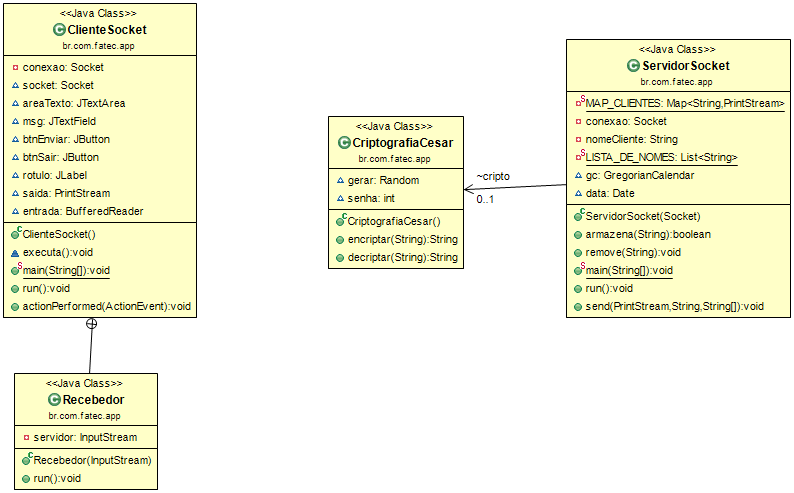 <<Java Class>>
ClienteSocket
br.com.fatec.app
conexao: Socket
socket: Socket
areaTexto: JTextArea
msg: JTextField
btnEnviar: JButton
btnSair: JButton
rotulo: JLabel
saida: PrintStream
entrada: BufferedReader
ClienteSocket()
executa():void
main(String[]):void
run():void
actionPerformed(ActionEvent):void
<<Java Class>>
Recebedor
br.com.fatec.app
servidor: InputStream
Recebedor(InputStream)
run():void
<<Java Class>>
CriptografiaCesar
br.com.fatec.app
gerar: Random
senha: int
CriptografiaCesar()
encriptar(String):String
decriptar(String):String
~cripto
0..1
<<Java Class>>
ServidorSocket
br.com.fatec.app
MAP_CLIENTES: Map<String,PrintStream>
conexao: Socket
nomeCliente: String
LISTA_DE_NOMES: List<String>
gc: GregorianCalendar
data: Date
ServidorSocket(Socket)
armazena(String):boolean
remove(String):void
main(String[]):void
run():void
send(PrintStream,String,String[]):void